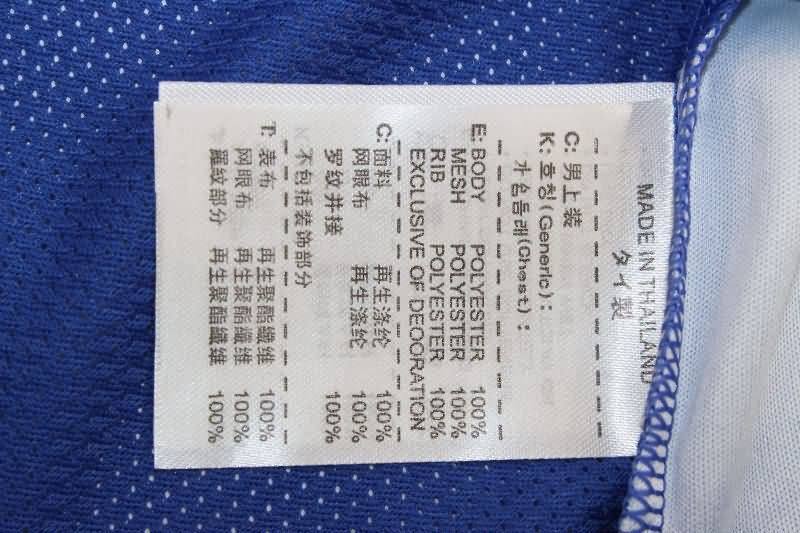 MADE IN THAILAND
タイ製
C: 男上装
K: 호칭(Generic):
가슴둘레(Chest):
E: BODY POLYESTER 100%
MESH POLYESTER 100%
RIB POLYESTER 100%
EXCLUSIVE OF DECORATION
C: 面料 再生涤纶 100%
网眼布 再生涤纶 100%
罗纹并接 100%
不包括装饰部分
T: 表布 再生聚酯纖维 100%
网眼布 再生聚酯纖维 100%
羅紋部分 再生聚酯纖維 100%